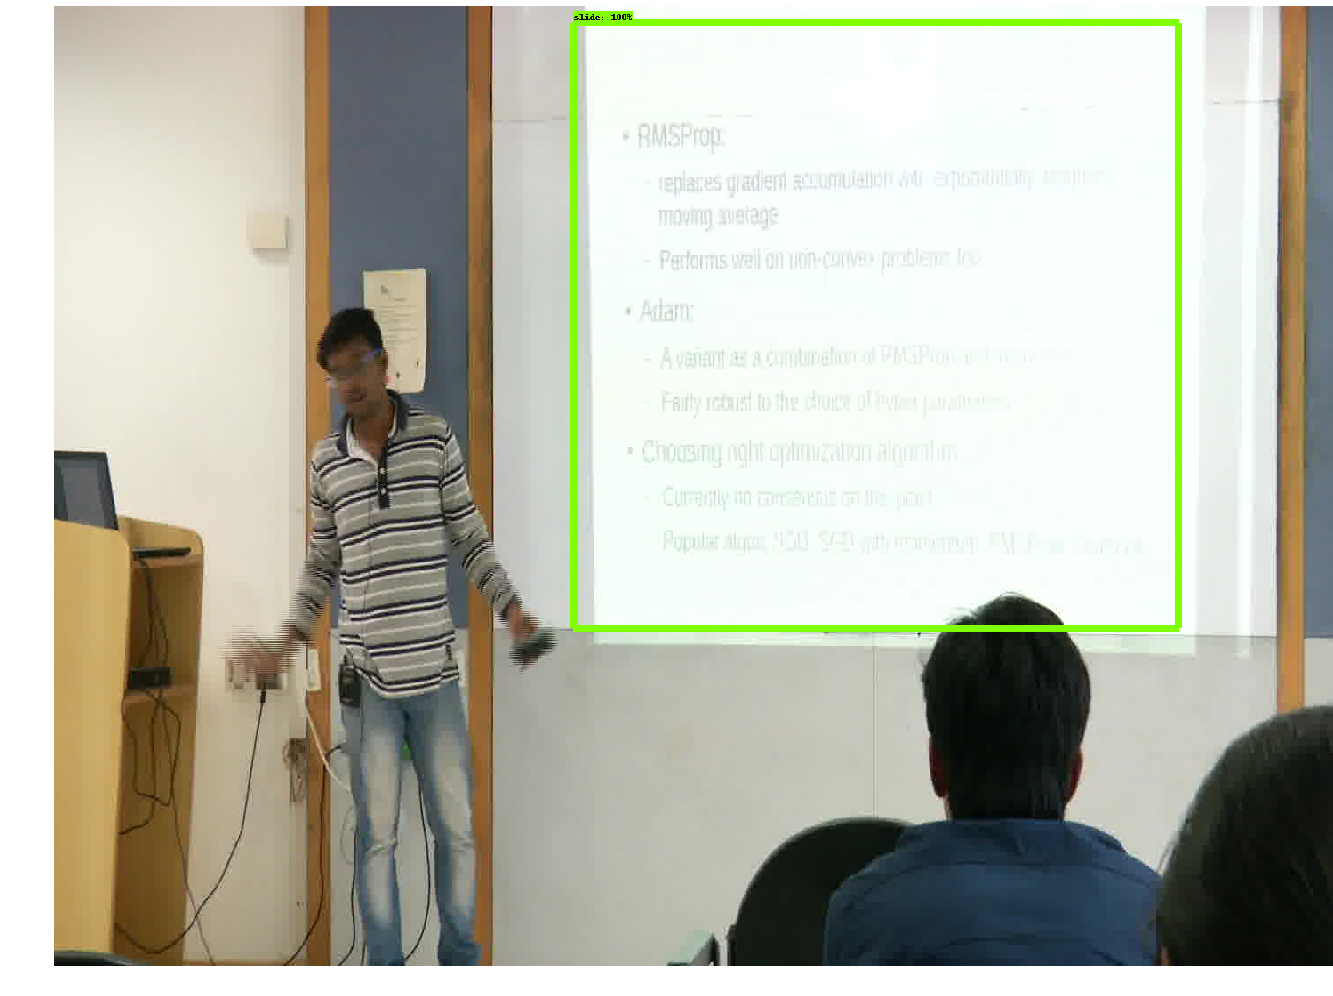 slide: 100%
• RMSProp:
– replaces gradient accumulation with exponentially
moving average
– Performs well on non-convex problems too
• Adam:
– A variant as a combination of RMSProp and
– Fairly robust to the choice of hyper parameters
• Choosing right optimization algorithm
– Currently no consensus on this point
– Popular algos: SGD, SGD with momentum,